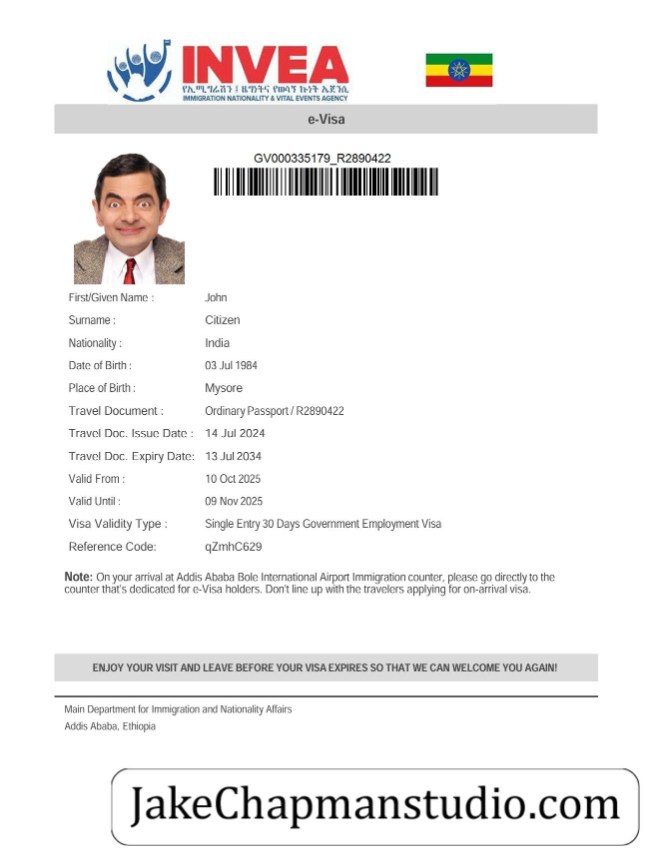 INVEA
የኢሚግሬሽን፣ ዜግነትና የወሳኝ ኩነት ኤጀንሲ
IMMIGRATION NATIONALITY & VITAL EVENTS AGENCY
e-Visa
GV000335179_R2890422
First/Given Name : John
Surname : Citizen
Nationality : India
Date of Birth : 03 Jul 1984
Place of Birth : Mysore
Travel Document : Ordinary Passport / R2890422
Travel Doc. Issue Date : 14 Jul 2024
Travel Doc. Expiry Date: 13 Jul 2034
Valid From : 10 Oct 2025
Valid Until : 09 Nov 2025
Visa Validity Type : Single Entry 30 Days Government Employment Visa
Reference Code: qZmhC629
Note: On your arrival at Addis Ababa Bole International Airport Immigration counter, please go directly to the
counter that's dedicated for e-Visa holders. Don't line up with the travelers applying for on-arrival visa.
ENJOY YOUR VISIT AND LEAVE BEFORE YOUR VISA EXPIRES SO THAT WE CAN WELCOME YOU AGAIN!
Main Department for Immigration and Nationality Affairs
Addis Ababa, Ethiopia
JakeChapmanstudio.com